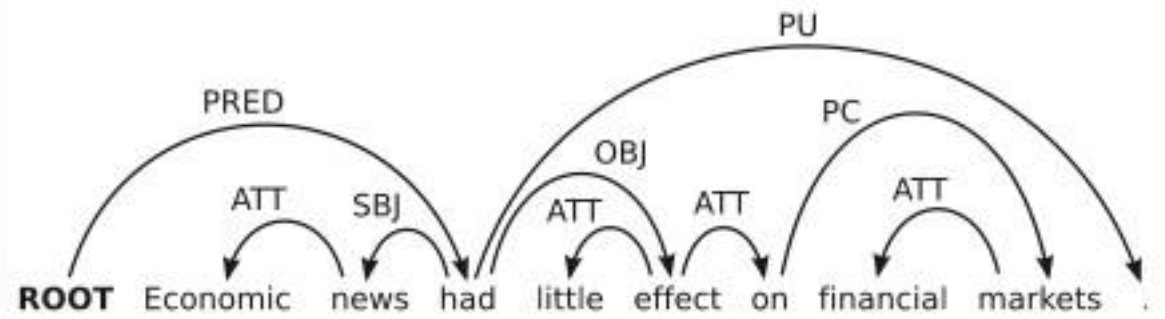 PU
PRED
PC
OBJ
ATT SBJ ATT ATT ATT
ROOT Economic news had little effect on financial markets .